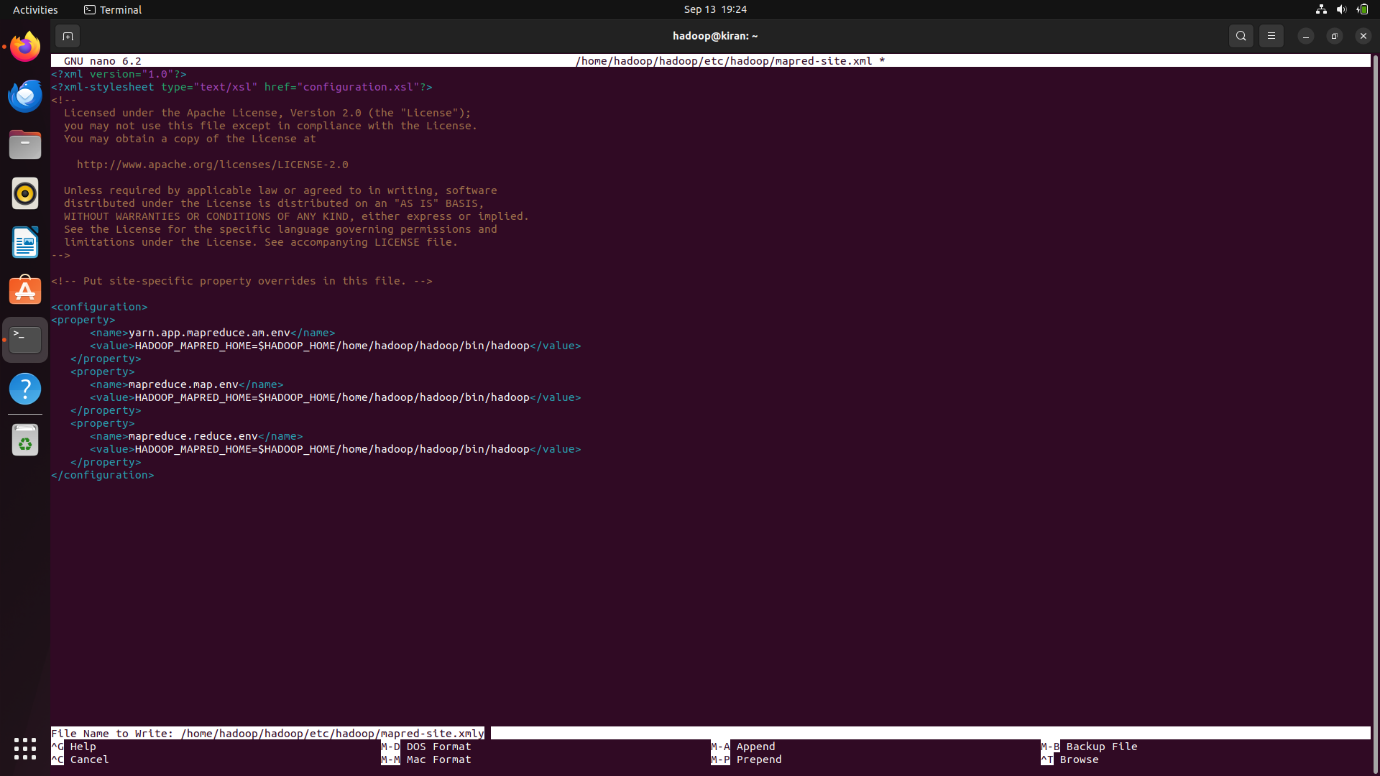 Activities
Terminal
Sep 13 19:24
hadoop@kiran: ~
GNU nano 6.2
/home/hadoop/hadoop/etc/hadoop/mapred-site.xml *
<?xml version="1.0"?>
<?xml-stylesheet type="text/xsl" href="configuration.xsl"?>
<!--
Licensed under the Apache License, Version 2.0 (the "License");
you may not use this file except in compliance with the License.
You may obtain a copy of the License at
http://www.apache.org/licenses/LICENSE-2.0
Unless required by applicable law or agreed to in writing, software
distributed under the License is distributed on an "AS IS" BASIS,
WITHOUT WARRANTIES OR CONDITIONS OF ANY KIND, either express or implied.
See the License for the specific language governing permissions and
limitations under the License. See accompanying LICENSE file.
-->
<!-- Put site-specific property overrides in this file. -->
<configuration>
<property>
<name>yarn.app.mapreduce.am.env</name>
<value>HADOOP_MAPRED_HOME=$HADOOP_HOME/home/hadoop/hadoop/bin/hadoop</value>
</property>
<property>
<name>mapreduce.map.env</name>
<value>HADOOP_MAPRED_HOME=$HADOOP_HOME/home/hadoop/hadoop/bin/hadoop</value>
</property>
<property>
<name>mapreduce.reduce.env</name>
<value>HADOOP_MAPRED_HOME=$HADOOP_HOME/home/hadoop/hadoop/bin/hadoop</value>
</property>
</configuration>
File Name to Write: /home/hadoop/hadoop/etc/hadoop/mapred-site.xmly
^G Help M-D DOS Format M-A Append M-B Backup File
^C Cancel M-M Mac Format M-P Prepend ^T Browse